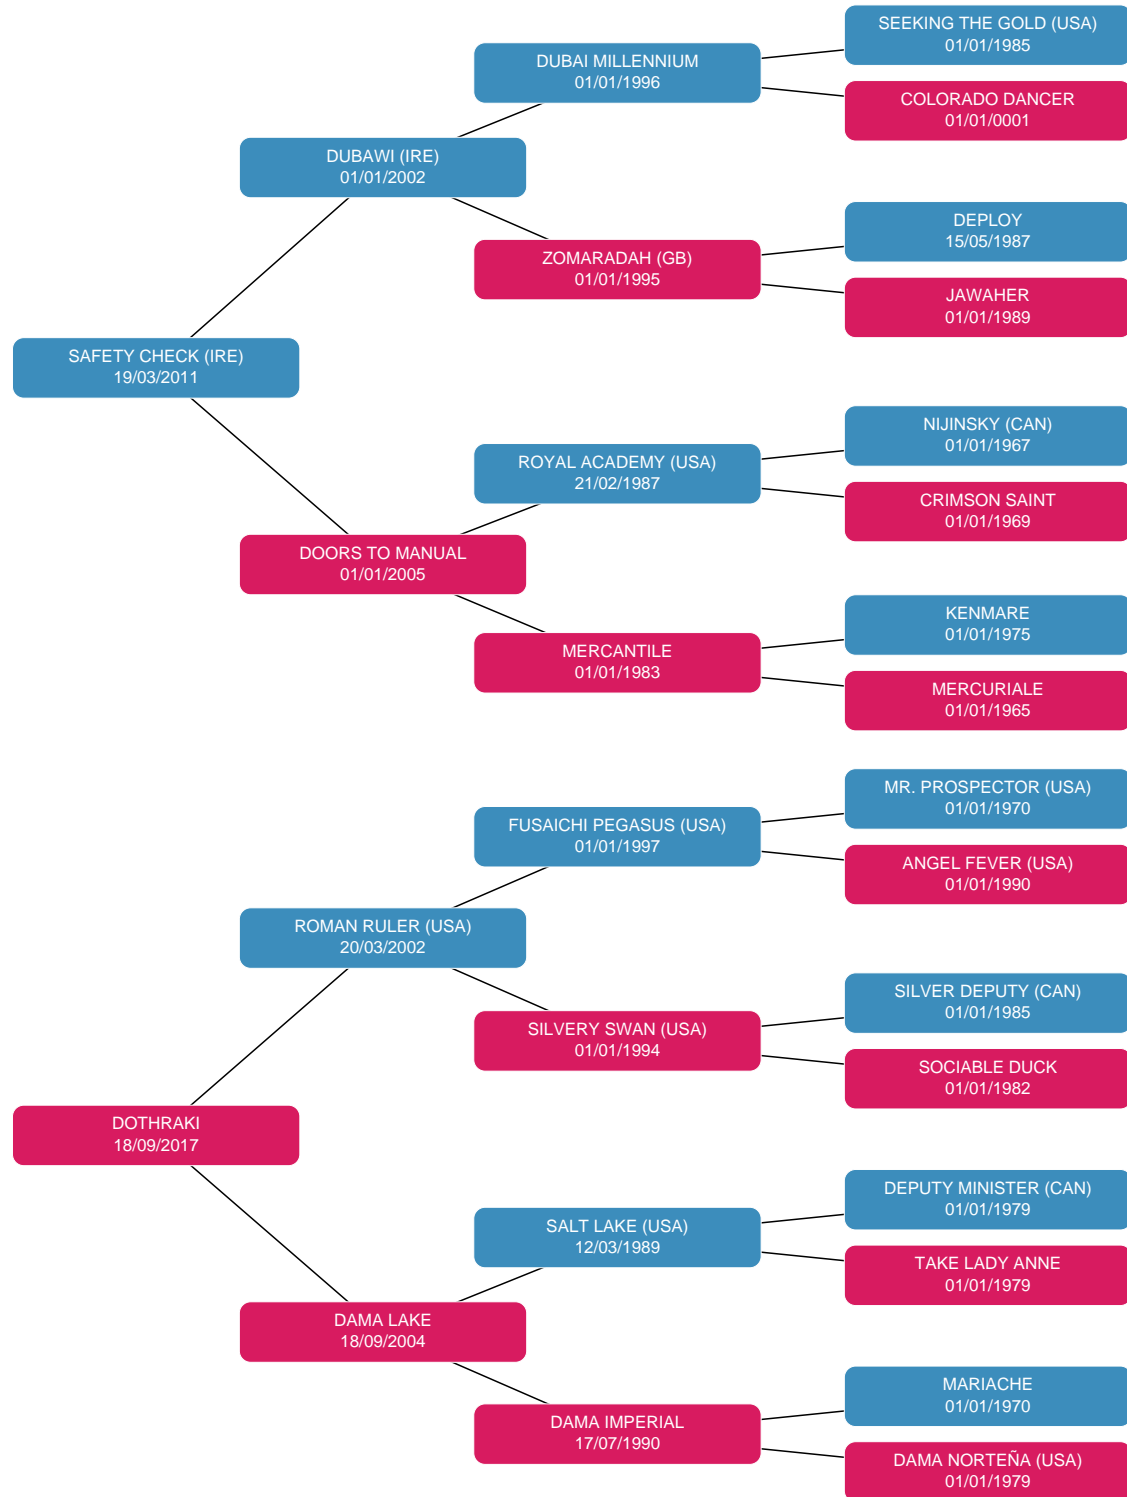 SEEKING THE GOLD (USA)
01/01/1985
DUBAI MILLENNIUM
01/01/1996
COLORADO DANCER
01/01/0001
DUBAWI (IRE)
01/01/2002
DEPLOY
15/05/1987
ZOMARADAH (GB)
01/01/1995
JAWAHER
01/01/1989
SAFETY CHECK (IRE)
19/03/2011
NIJINSKY (CAN)
01/01/1967
ROYAL ACADEMY (USA)
21/02/1987
CRIMSON SAINT
01/01/1969
DOORS TO MANUAL
01/01/2005
KENMARE
01/01/1975
MERCANTILE
01/01/1983
MERCURIALE
01/01/1965
MR. PROSPECTOR (USA)
01/01/1970
FUSAICHI PEGASUS (USA)
01/01/1997
ANGEL FEVER (USA)
01/01/1990
ROMAN RULER (USA)
20/03/2002
SILVER DEPUTY (CAN)
01/01/1985
SILVERY SWAN (USA)
01/01/1994
SOCIABLE DUCK
01/01/1982
DOTHRAKI
18/09/2017
DEPUTY MINISTER (CAN)
01/01/1979
SALT LAKE (USA)
12/03/1989
TAKE LADY ANNE
01/01/1979
DAMA LAKE
18/09/2004
MARIACHE
01/01/1970
DAMA IMPERIAL
17/07/1990
DAMA NORTEÑA (USA)
01/01/1979